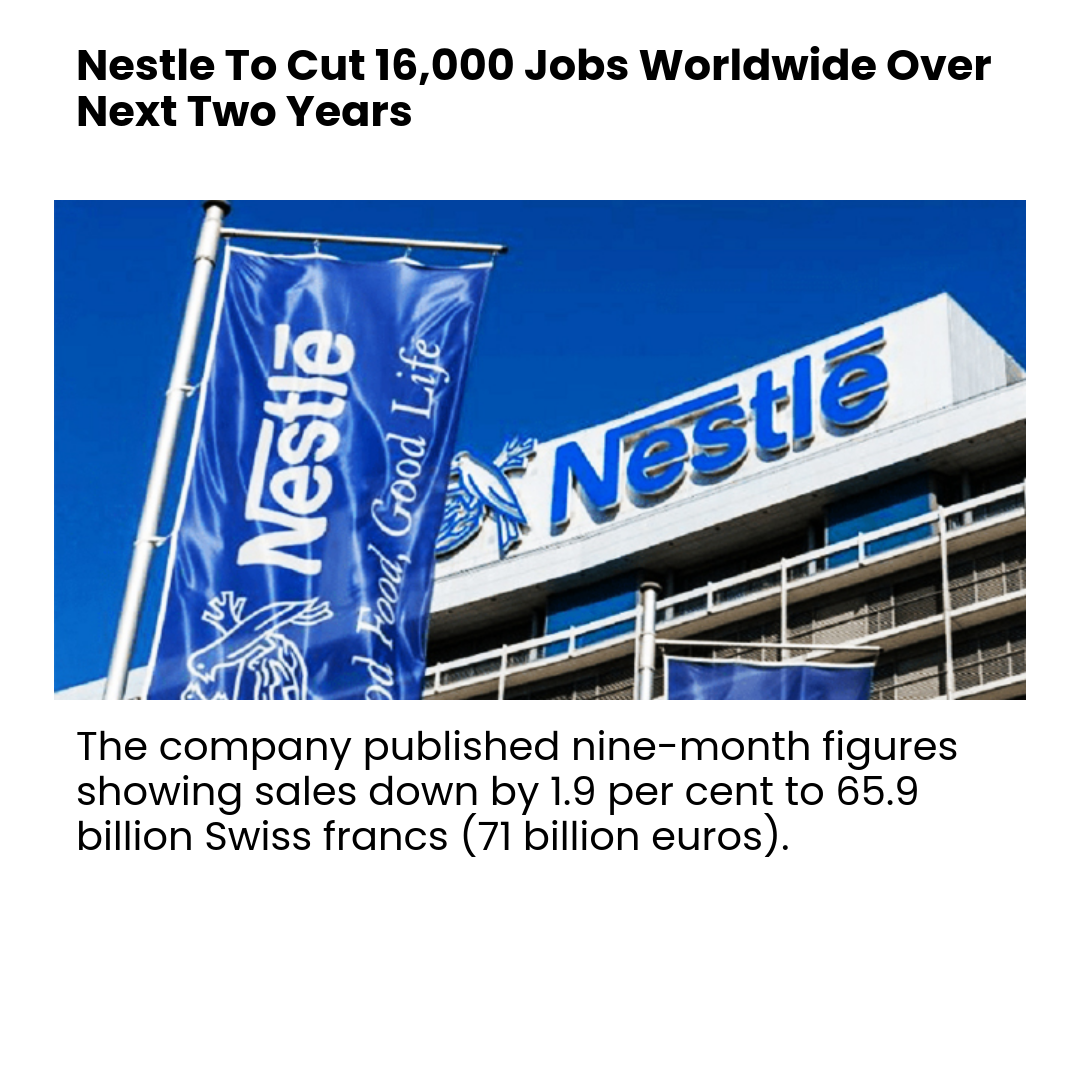 Nestle To Cut 16,000 Jobs Worldwide Over
Next Two Years
Nestlē
od Food, Good Life
Nestlē
The company published nine-month figures
showing sales down by 1.9 per cent to 65.9
billion Swiss francs (71 billion euros).